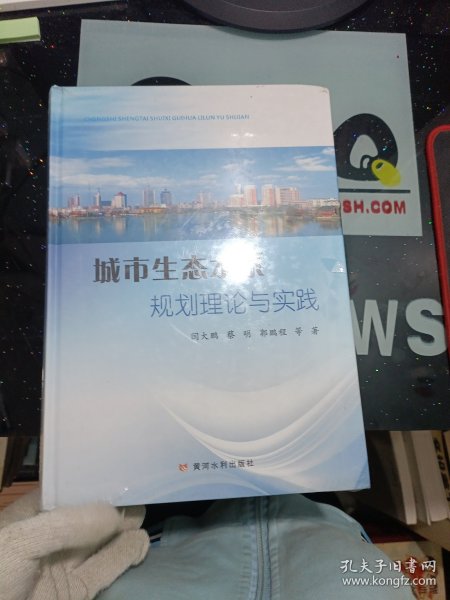 CHENGSHI SHENGTAI SHUIXI GUIHUA LILUN YU SHIJIAN
城市生态水系
规划理论与实践
闫大鹏 蔡 明 郭鹏程 等 著
黄河水利出版社
SH.COM
WS
孔夫子旧书网
www.kongfz.com